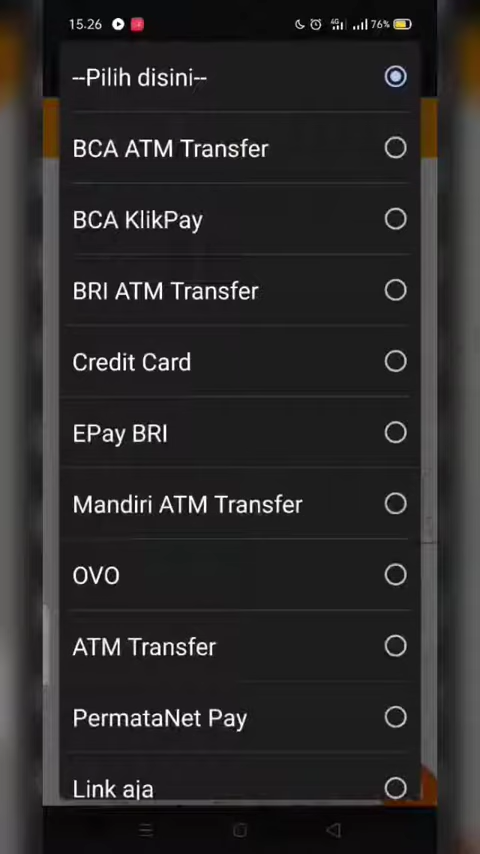 15.26
4G
76%
--Pilih disini--
BCA ATM Transfer
BCA KlikPay
BRI ATM Transfer
Credit Card
EPay BRI
Mandiri ATM Transfer
OVO
ATM Transfer
PermataNet Pay
Link aja